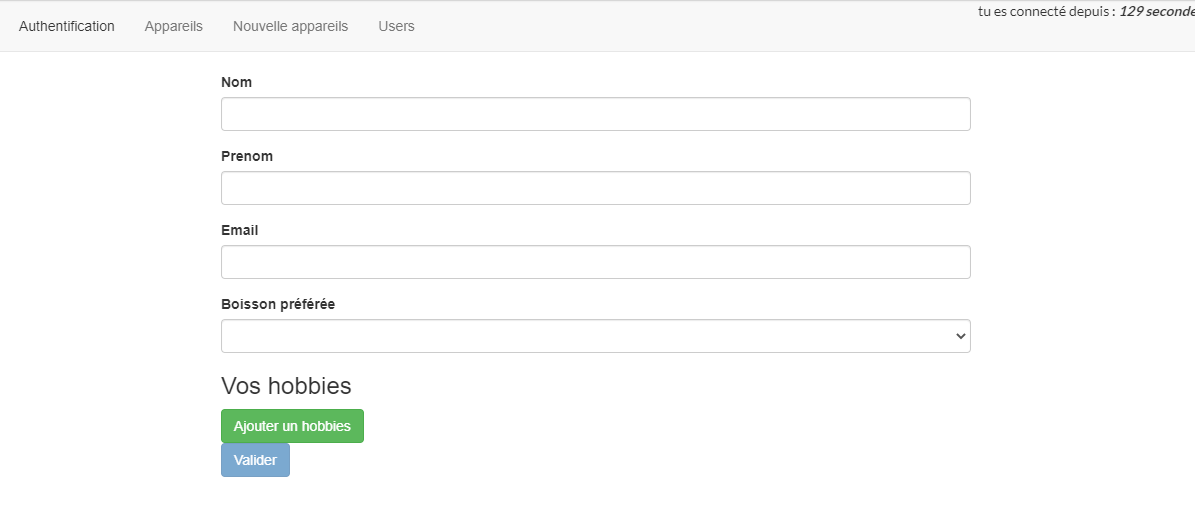 Authentification Appareils Nouvelle appareils Users
tu es connecté depuis : 129 seconde
Nom
Prenom
Email
Boisson préférée
Vos hobbies
Ajouter un hobbies
Valider